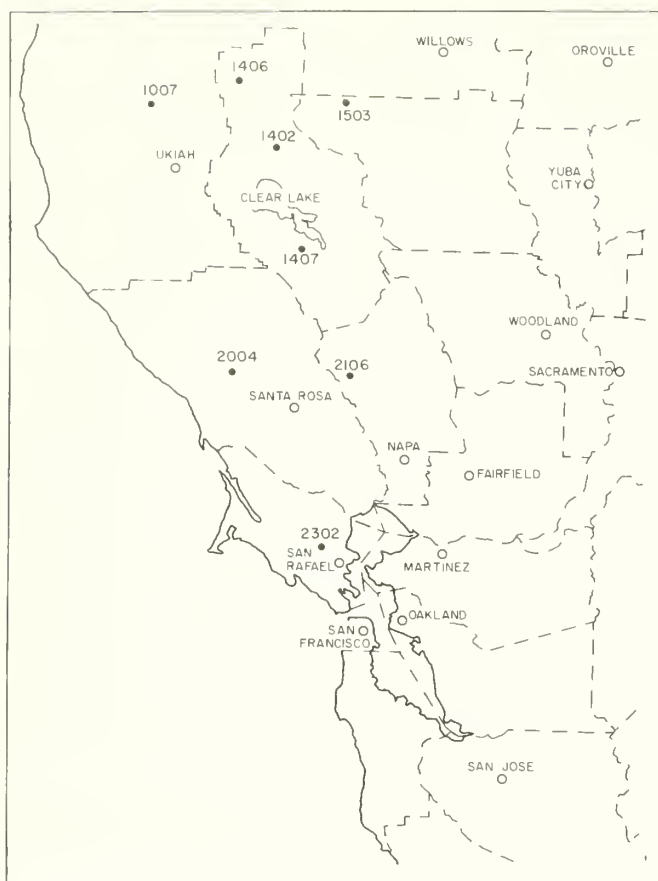 WILLOWS
OROVILLE
1406
1007
1503
1402
UKIAH
YUBA
CITY
CLEAR LAKE
1407
WOODLAND
2004
2106
SACRAMENTO
SANTA ROSA
NAPA
FAIRFIELD
2302
SAN
RAFAEL
MARTINEZ
OAKLAND
SAN
FRANCISCO
SAN JOSE